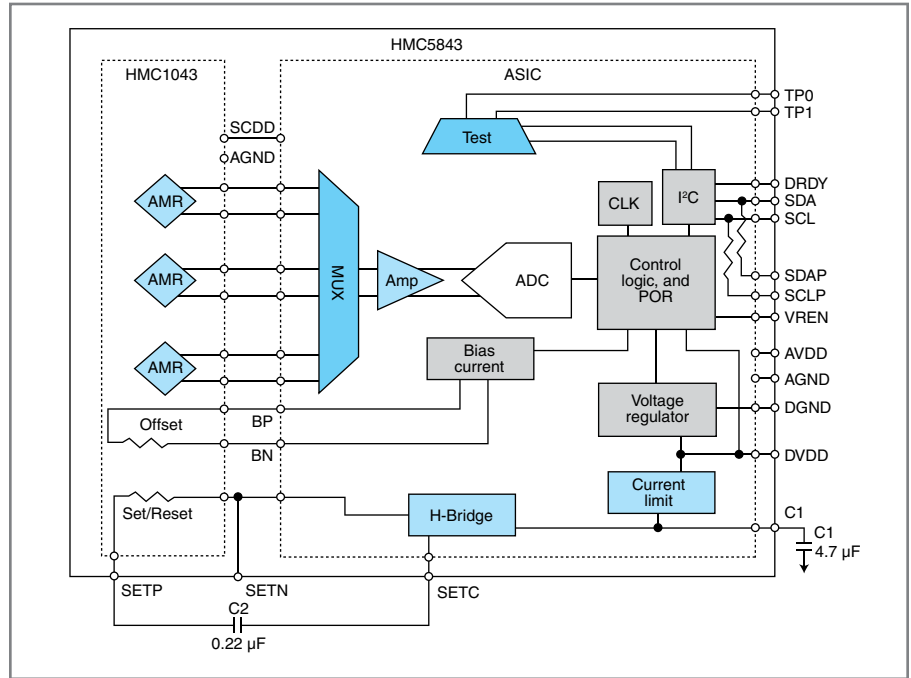 HMC5843
HMC1043
ASIC
TP0
TP1
SCDD
AGND
Test
DRDY
SDA
SCL
AMR
CLK
I²C
MUX
AMR
Amp
ADC
Control
logic, and
POR
SDAP
SCLP
VREN
AMR
Bias
current
AVDD
AGND
Voltage
regulator
DGND
Offset
BP
BN
DVDD
Current
limit
Set/Reset
H-Bridge
C1
C1
4.7 µF
SETP
SETN
SETC
C2
0.22 µF